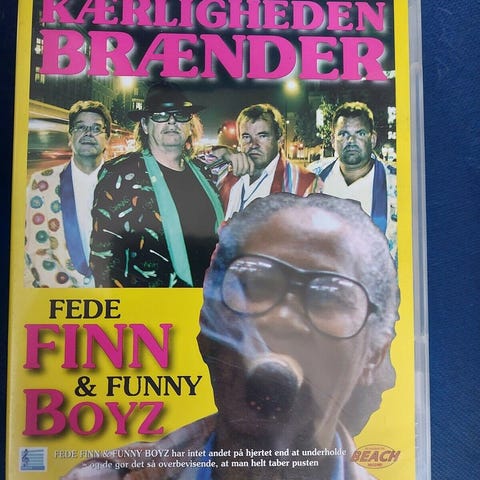 KÆRLIGHEDEN
BRÆNDER
FEDE
FINN
& FUNNY
BOYZ
FEDE FINN & FUNNY BOYZ har intet andet på hjertet end at underholde
– og de gør det så overbevisende, at man helt taber pusten
BEACH